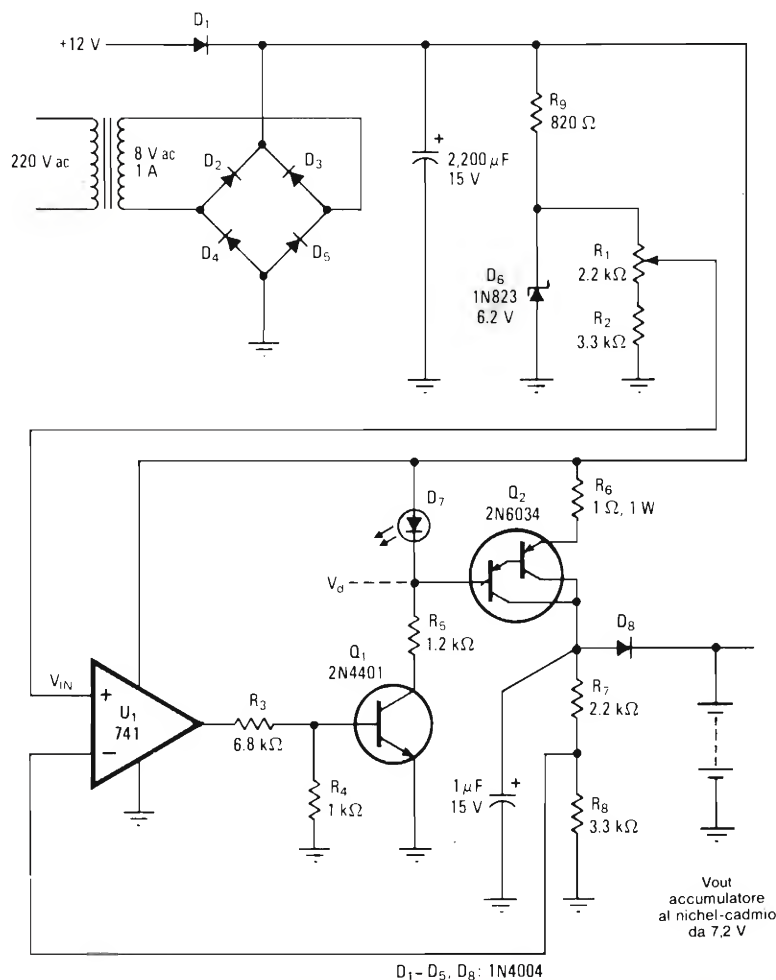 D1
+12 V
220 V ac
8 V ac
1 A
D2
D3
D4
D5
+
2,200 µF
15 V
R9
820 Ω
D6
1N823
6.2 V
R1
2.2 kΩ
R2
3.3 kΩ
D7
Q2
2N6034
R6
1 Ω, 1 W
Vd
R5
1.2 kΩ
D8
Q1
2N4401
VIN
+
U1
741
−
R3
6.8 kΩ
R4
1 kΩ
1 µF
15 V
+
R7
2.2 kΩ
R8
3.3 kΩ
Vout
accumulatore
al nichel-cadmio
da 7,2 V
D1– D5, D8: 1N4004